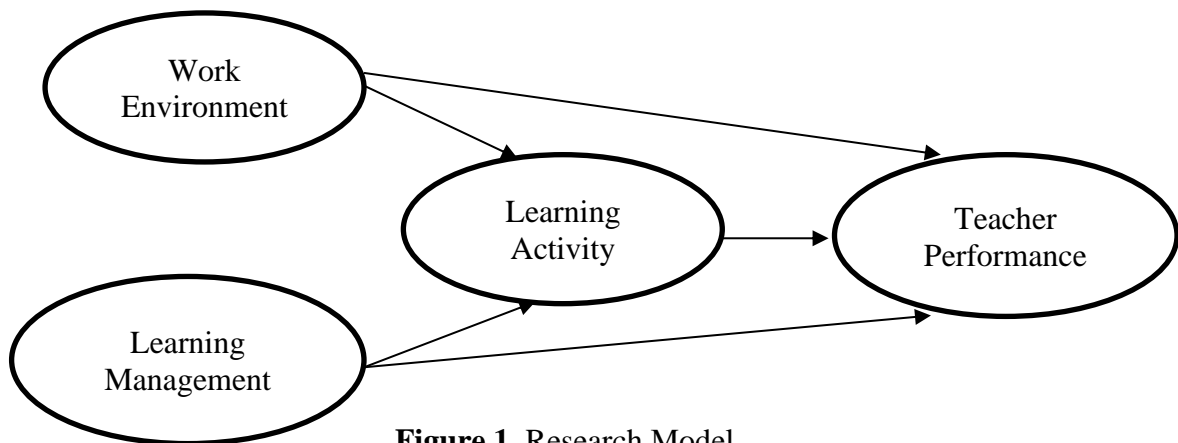 Work
Environment
Learning
Activity
Teacher
Performance
Learning
Management
Figure 1. Research Model